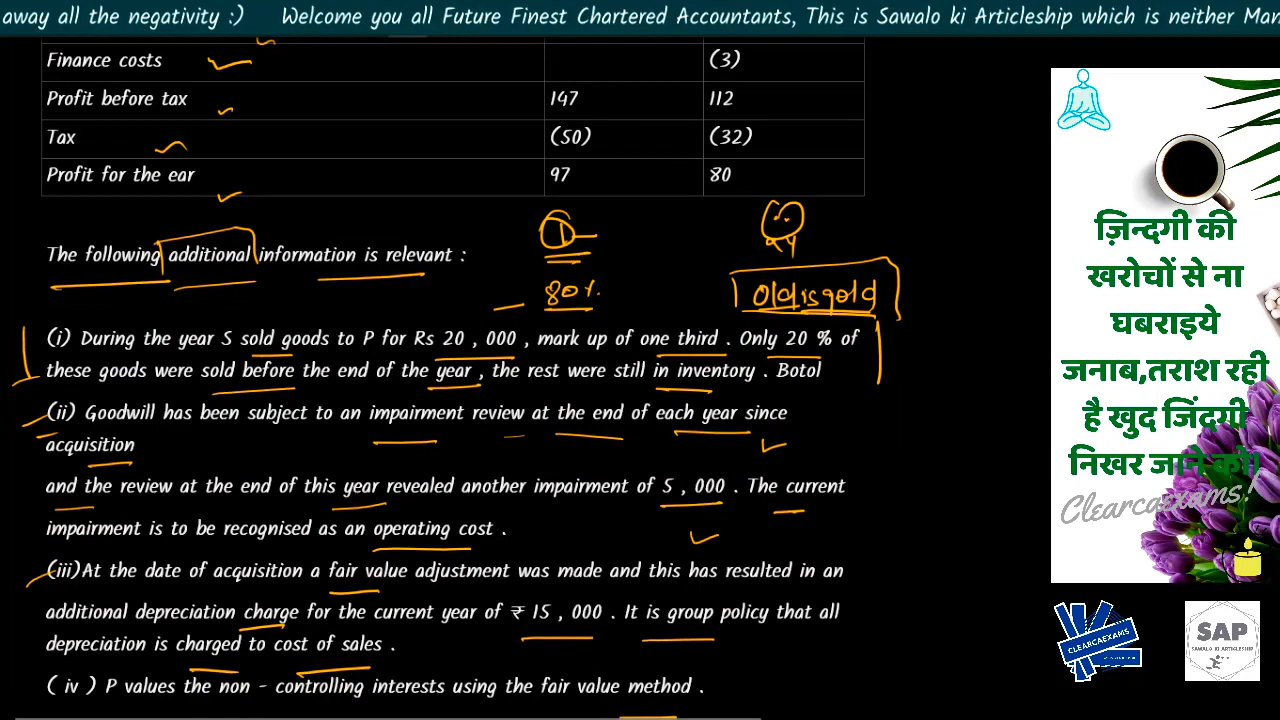 away all the negativity :) Welcome you all Future Finest Chartered Accountants, This is Sawalo ki Articleship which is neither Mar
Finance costs (3)
Profit before tax 147 112
Tax (50) (32)
Profit for the ear 97 80
The following additional information is relevant :
80%
Old is gold
(i) During the year S sold goods to P for Rs 20 , 000 , mark up of one third . Only 20 % of
these goods were sold before the end of the year , the rest were still in inventory . Botol
(ii) Goodwill has been subject to an impairment review at the end of each year since
acquisition
and the review at the end of this year revealed another impairment of 5 , 000 . The current
impairment is to be recognised as an operating cost .
(iii)At the date of acquisition a fair value adjustment was made and this has resulted in an
additional depreciation charge for the current year of ₹ 15 , 000 . It is group policy that all
depreciation is charged to cost of sales .
( iv ) P values the non - controlling interests using the fair value method .
ज़िन्दगी की
खरोचों से ना
घबराइये
जनाब,तराश रही
है खुद जिंदगी
निखर जाने को!
Clearcaexams!
CLEARCAEXAMS
SAP
SAWALO KI ARTICLESHIP